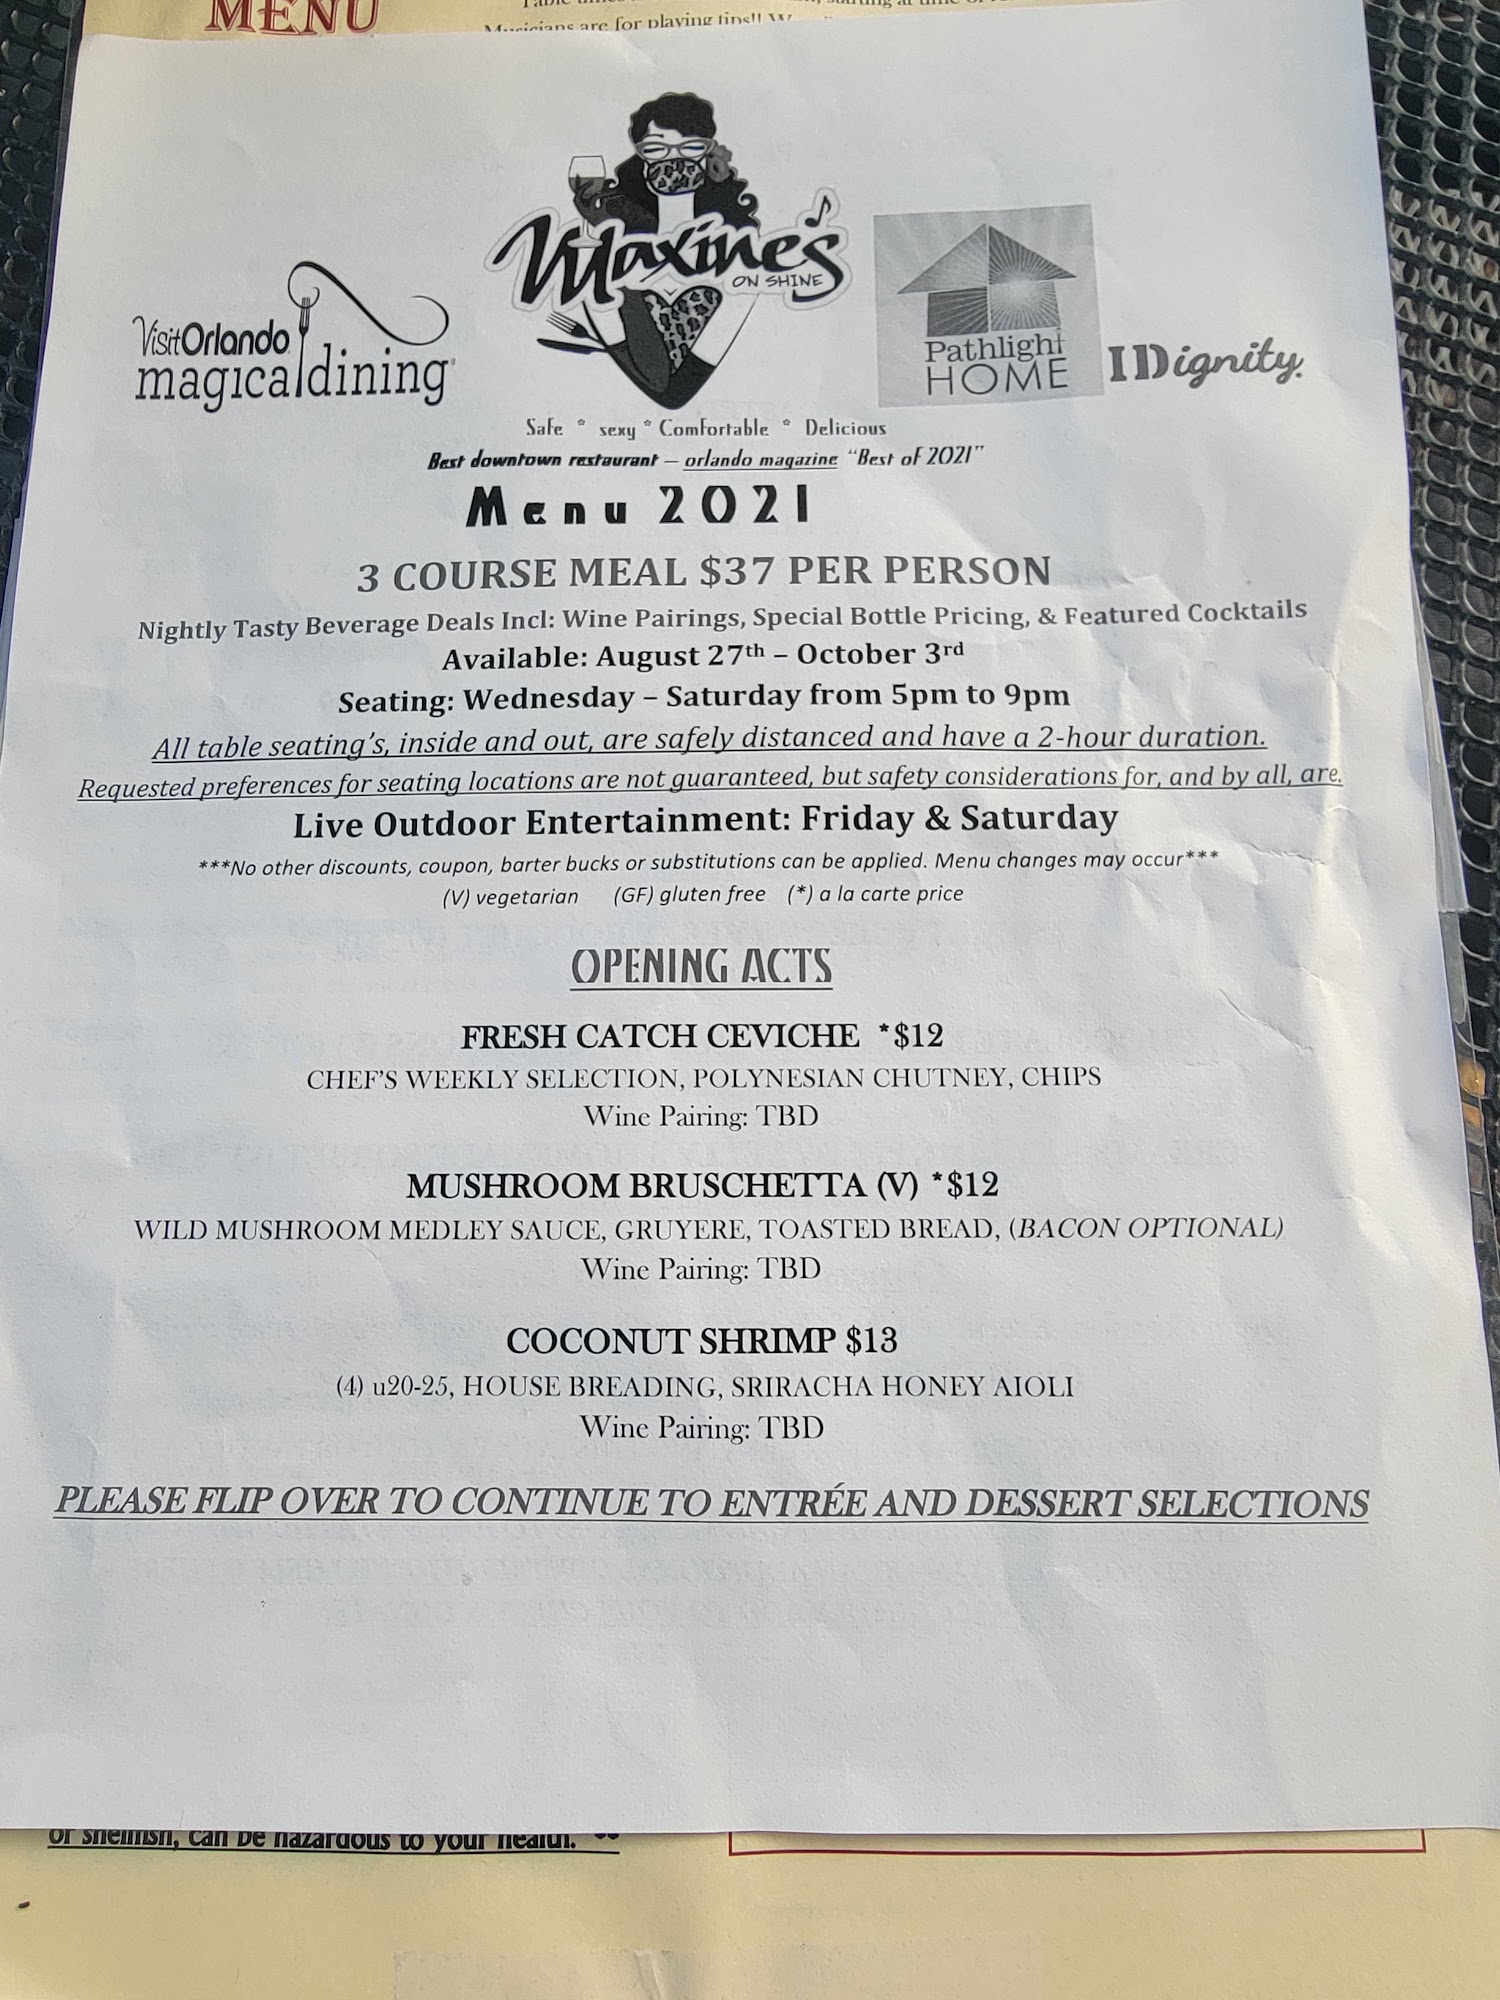 MENU
Musicians are for playing tips!!
Maxine's
ON SHINE
VisitOrlando
magicaldining
Pathlight
HOME
IDignity
Safe * sexy * Comfortable * Delicious
Best downtown restaurant – orlando magazine "Best of 2021"
Menu 2021
3 COURSE MEAL $37 PER PERSON
Nightly Tasty Beverage Deals Incl: Wine Pairings, Special Bottle Pricing, & Featured Cocktails
Available: August 27th – October 3rd
Seating: Wednesday – Saturday from 5pm to 9pm
All table seating's, inside and out, are safely distanced and have a 2-hour duration.
Requested preferences for seating locations are not guaranteed, but safety considerations for, and by all, are.
Live Outdoor Entertainment: Friday & Saturday
***No other discounts, coupon, barter bucks or substitutions can be applied. Menu changes may occur***
(V) vegetarian (GF) gluten free (*) a la carte price
OPENING ACTS
FRESH CATCH CEVICHE *$12
CHEF'S WEEKLY SELECTION, POLYNESIAN CHUTNEY, CHIPS
Wine Pairing: TBD
MUSHROOM BRUSCHETTA (V) *$12
WILD MUSHROOM MEDLEY SAUCE, GRUYERE, TOASTED BREAD, (BACON OPTIONAL)
Wine Pairing: TBD
COCONUT SHRIMP $13
(4) u20-25, HOUSE BREADING, SRIRACHA HONEY AIOLI
Wine Pairing: TBD
PLEASE FLIP OVER TO CONTINUE TO ENTRÉE AND DESSERT SELECTIONS
or shellfish, can be hazardous to your health. **